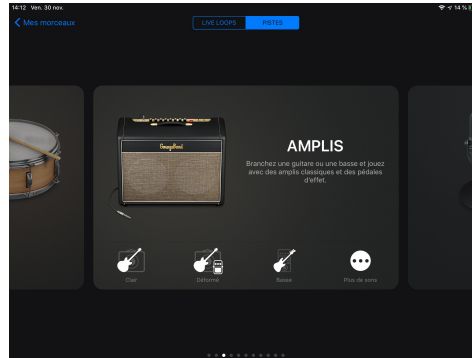 14:12 Ven. 30 nov.
14 %
Mes morceaux
LIVE LOOPS
PISTES
GarageBand
AMPLIS
Branchez une guitare ou une basse et jouez
avec des amplis classiques et des pédales
d'effet.
Clair
Déformé
Basse
Plus de sons